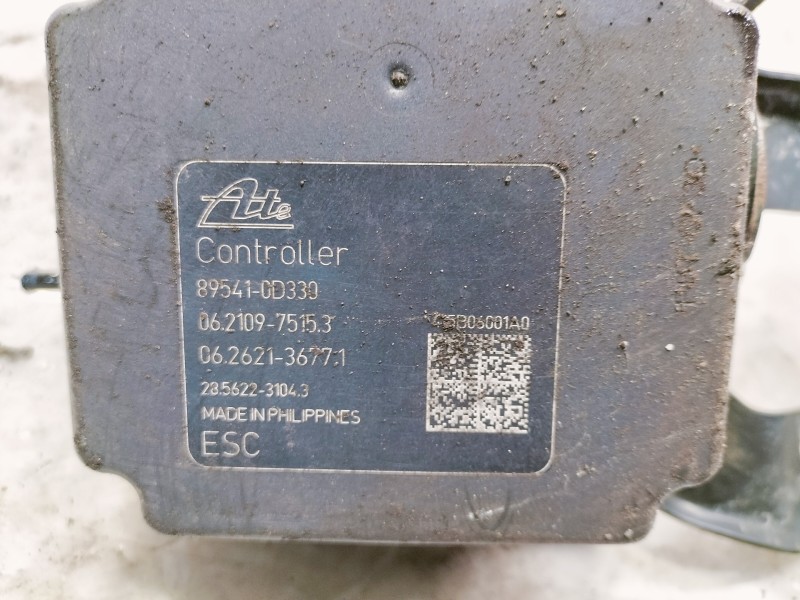 Ate
Controller
89541-0D330
06.2109-7515.3
06.2621-3677.1
28.5622-3104.3
MADE IN PHILIPPINES
ESC